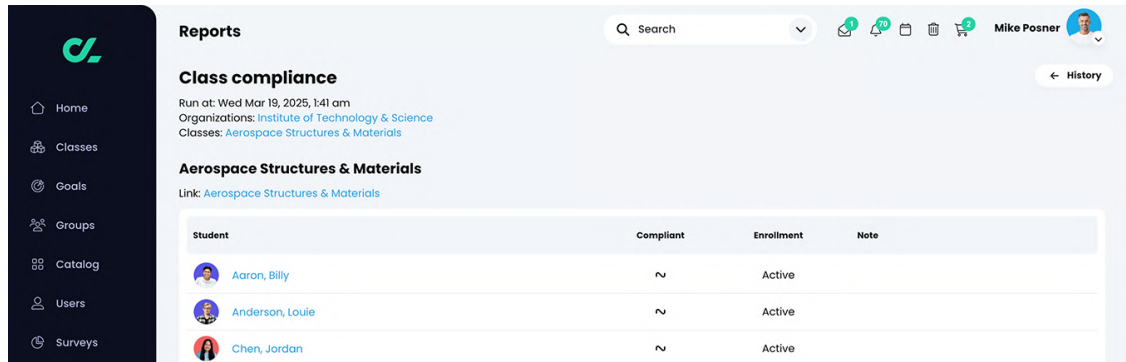 Reports
Search
1
70
2
Mike Posner
Class compliance
← History
Run at: Wed Mar 19, 2025, 1:41 am
Organizations: Institute of Technology & Science
Classes: Aerospace Structures & Materials
Aerospace Structures & Materials
Link: Aerospace Structures & Materials
Home
Classes
Goals
Groups
Catalog
Users
Surveys
Student Compliant Enrollment Note
Aaron, Billy ~ Active
Anderson, Louie ~ Active
Chen, Jordan ~ Active